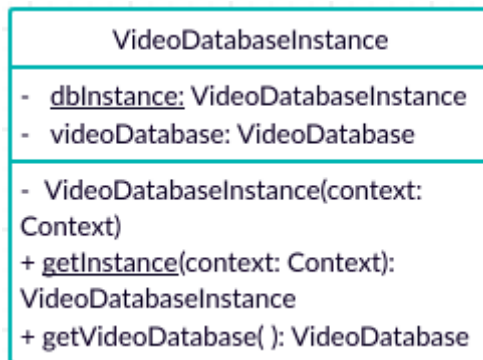 VideoDatabaseInstance
- dbInstance: VideoDatabaseInstance
- videoDatabase: VideoDatabase
- VideoDatabaseInstance(context:
Context)
+ getInstance(context: Context):
VideoDatabaseInstance
+ getVideoDatabase( ): VideoDatabase